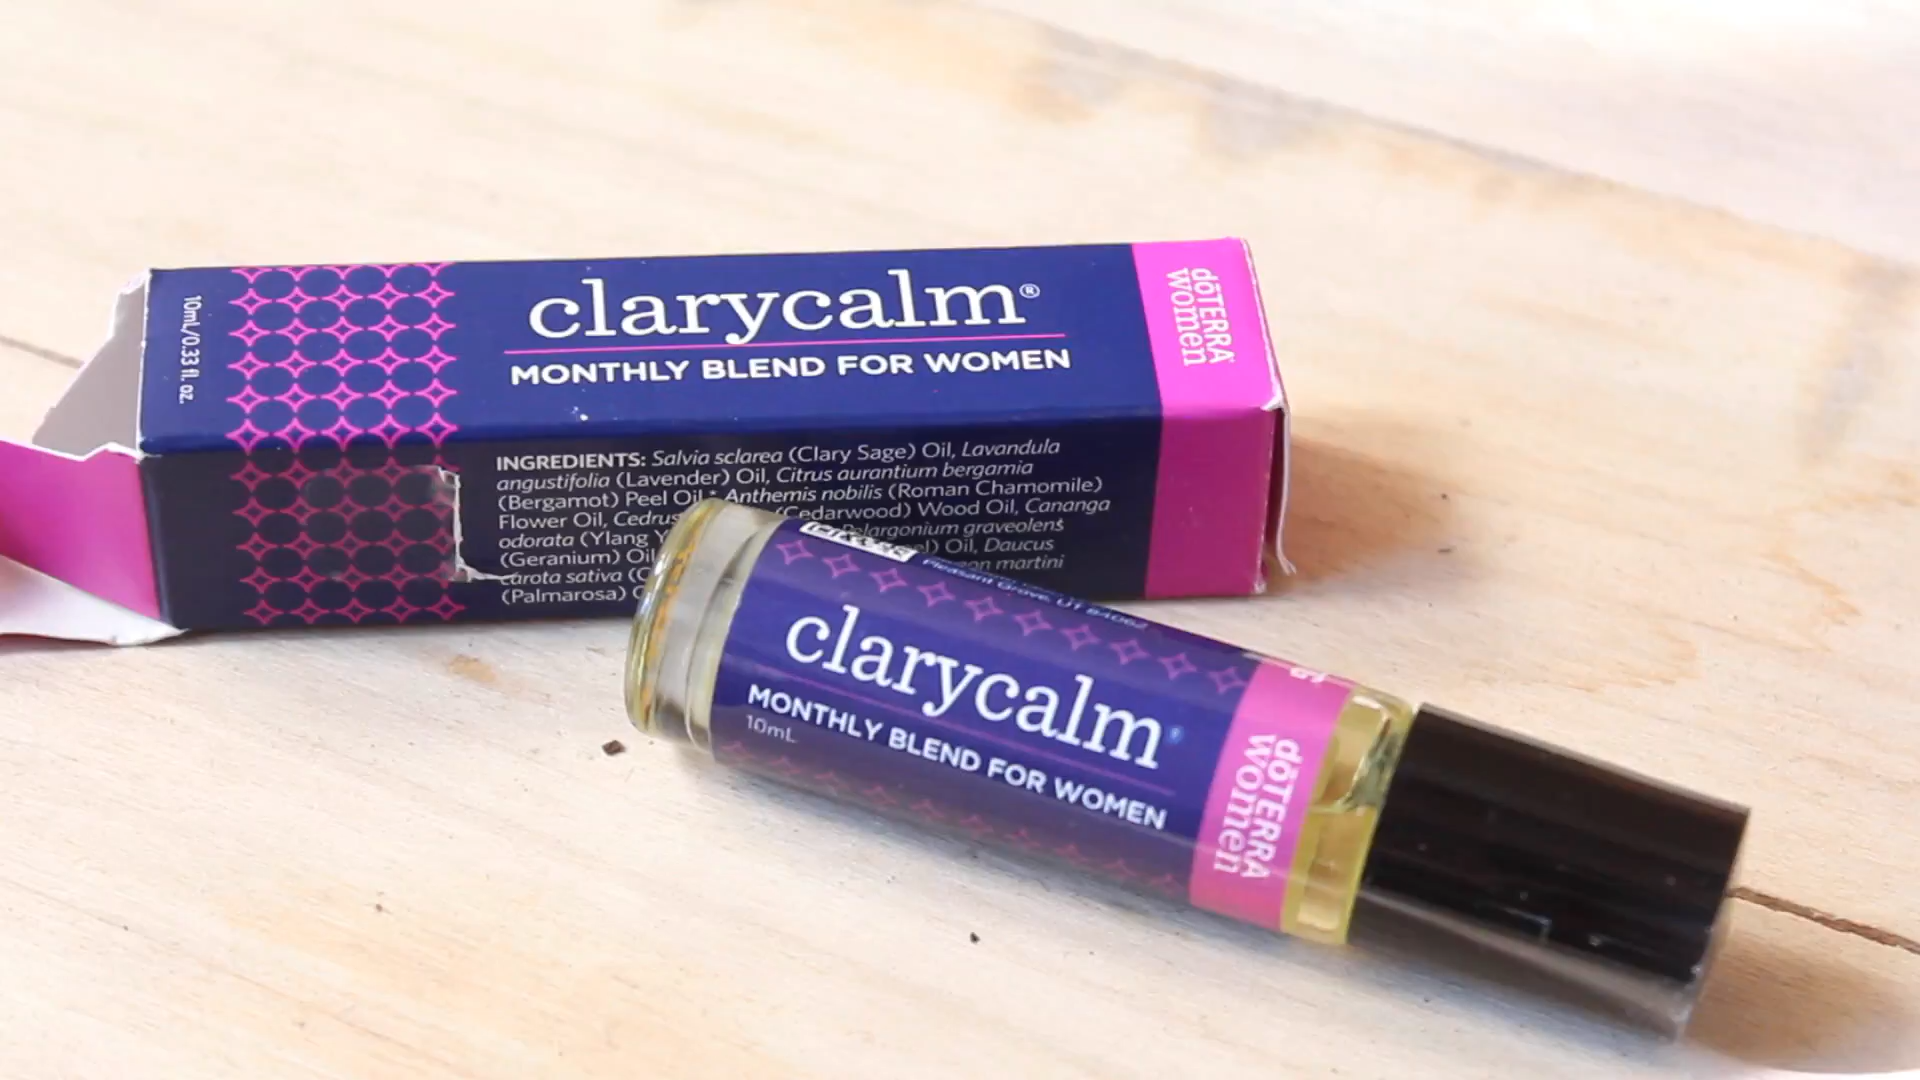 10mL/0.33 fl. oz.
clarycalm®
MONTHLY BLEND FOR WOMEN
dōTERRA
women
INGREDIENTS: Salvia sclarea (Clary Sage) Oil, Lavandula
angustifolia (Lavender) Oil, Citrus aurantium bergamia
(Bergamot) Peel Oil,* Anthemis nobilis (Roman Chamomile)
Flower Oil, Cedrus (Cedarwood) Wood Oil, Cananga
odorata (Ylang Pelargonium graveolens
(Geranium) Oil Oil, Daucus
carota sativa martini
(Palmarosa)
Pleasant Grove, UT 84062
clarycalm
MONTHLY BLEND FOR WOMEN
10mL
dōTERRA
women